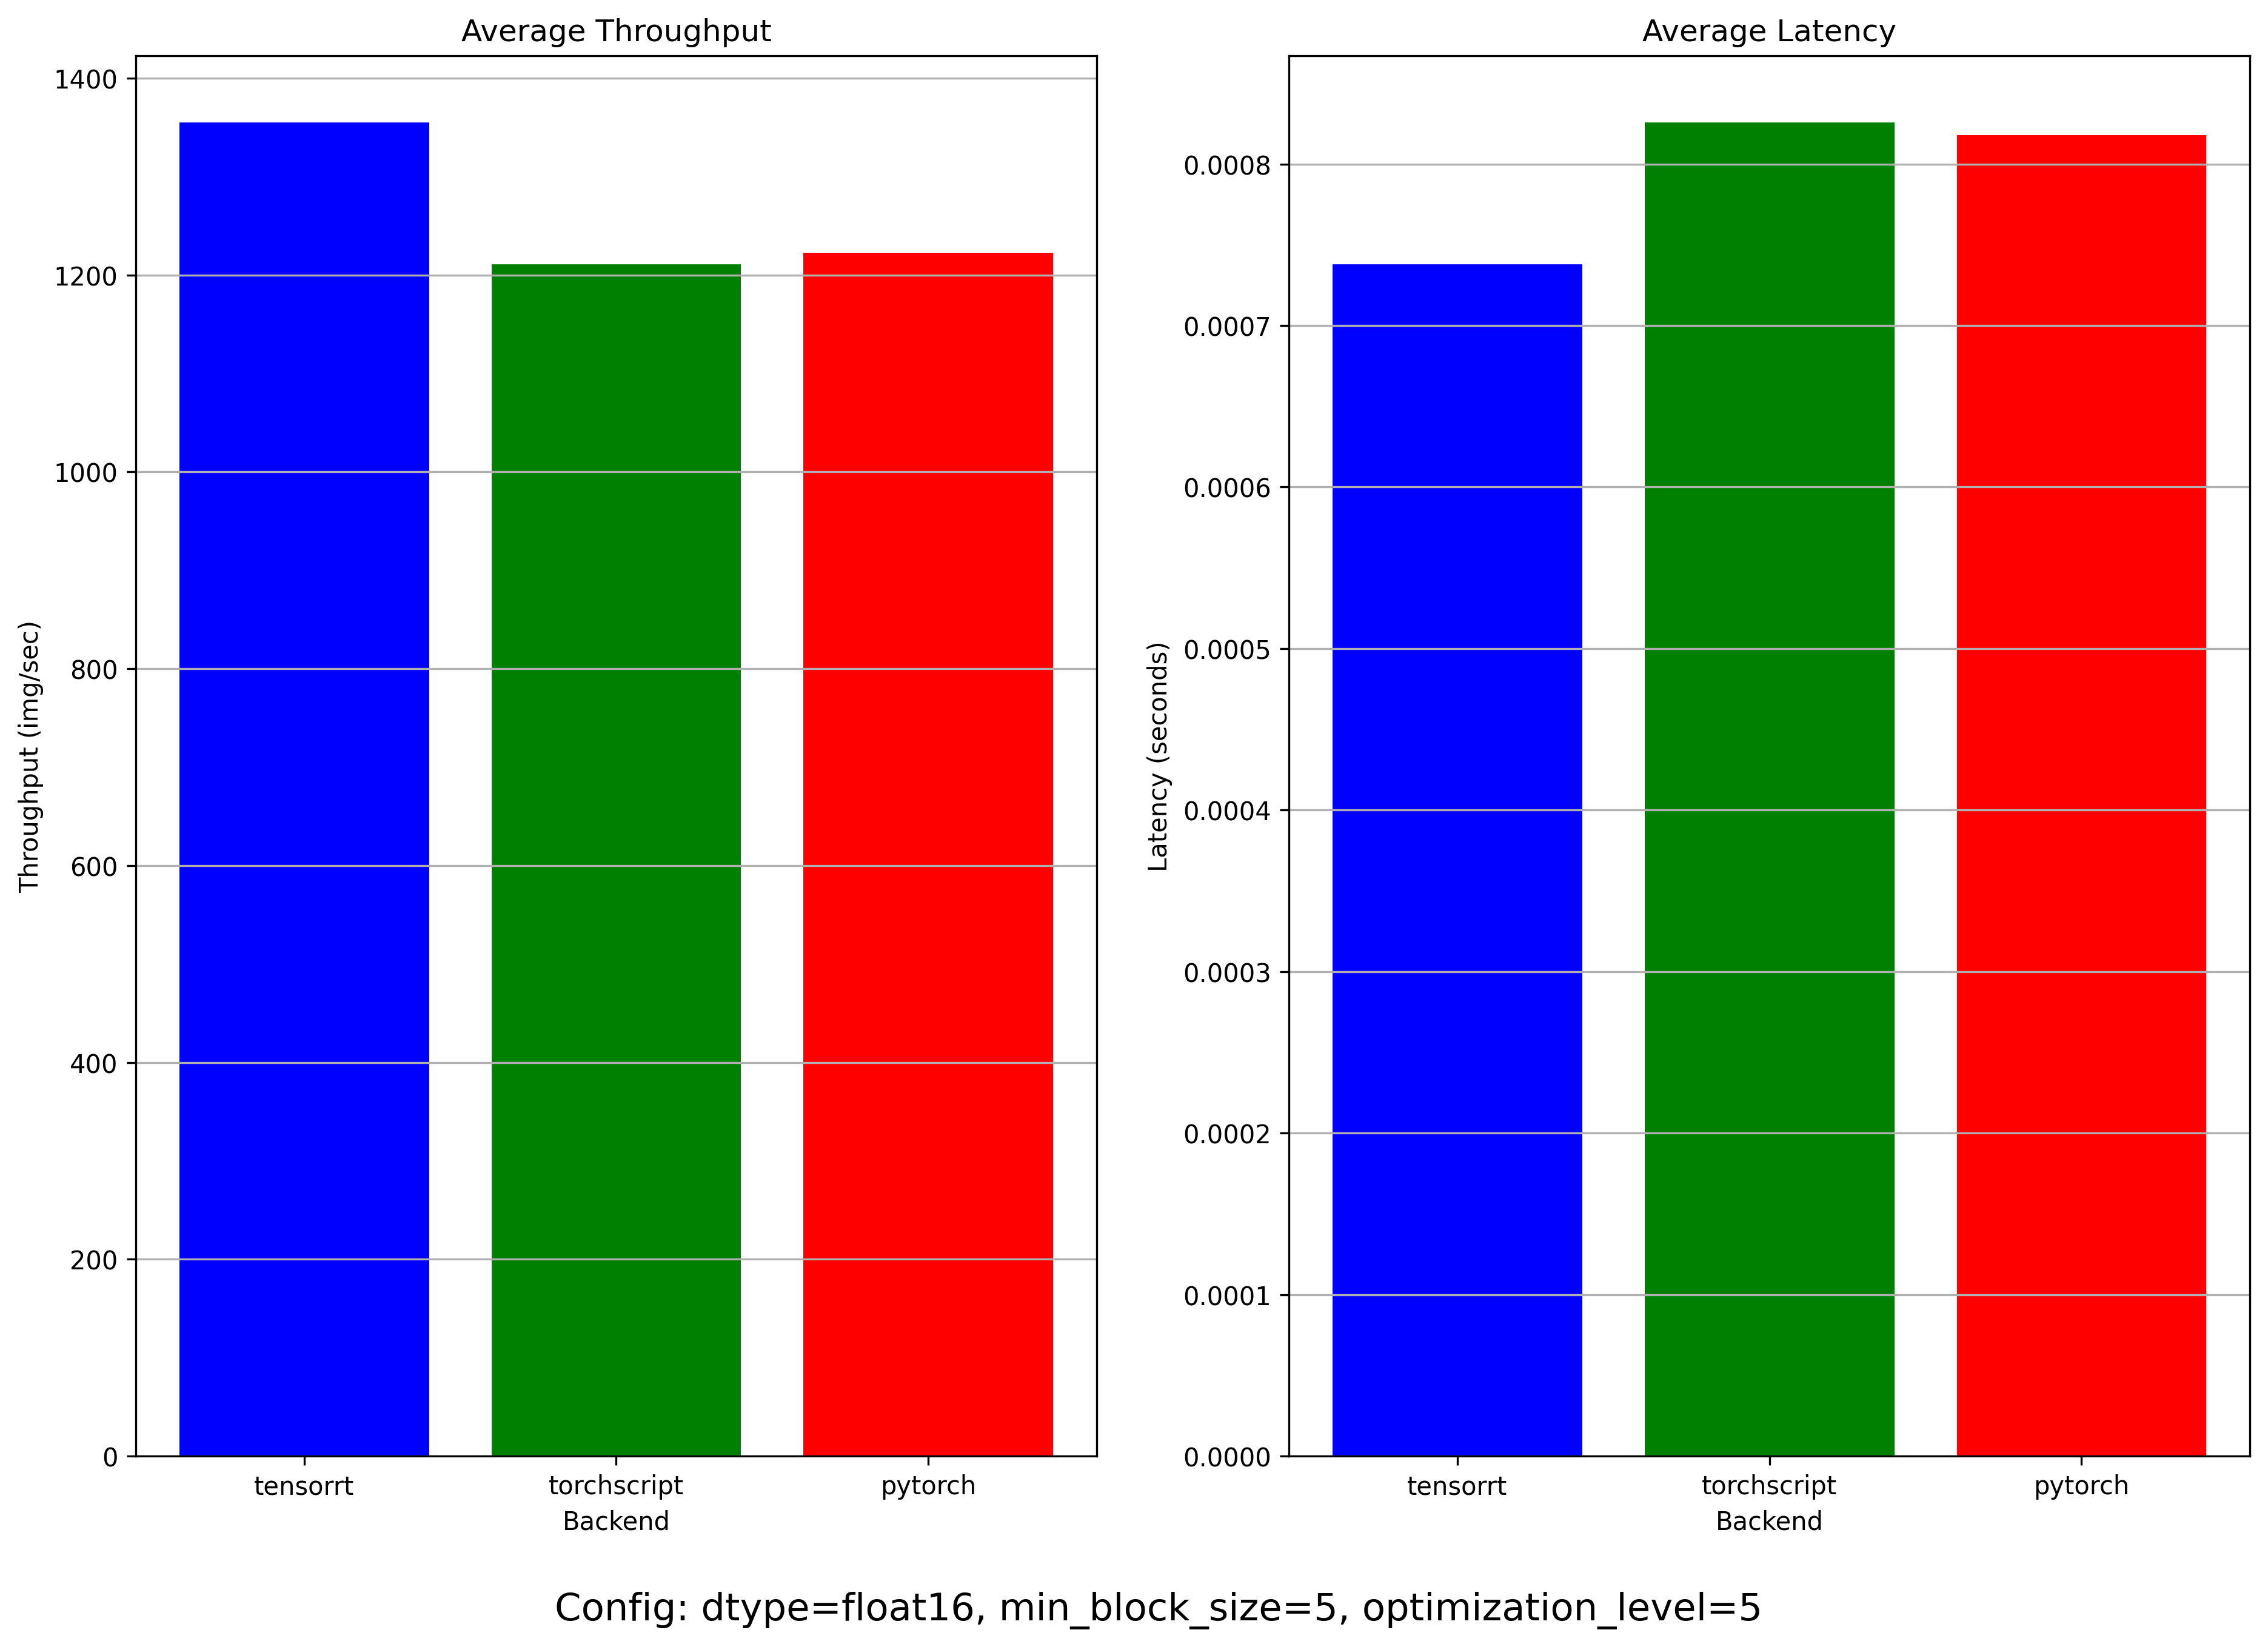 Average Throughput
1400
1200
1000
800
600
400
200
0
Throughput (img/sec)
tensorrt
torchscript
pytorch
Backend
Average Latency
0.0008
0.0007
0.0006
0.0005
0.0004
0.0003
0.0002
0.0001
0.0000
Latency (seconds)
tensorrt
torchscript
pytorch
Backend
Config: dtype=float16, min_block_size=5, optimization_level=5